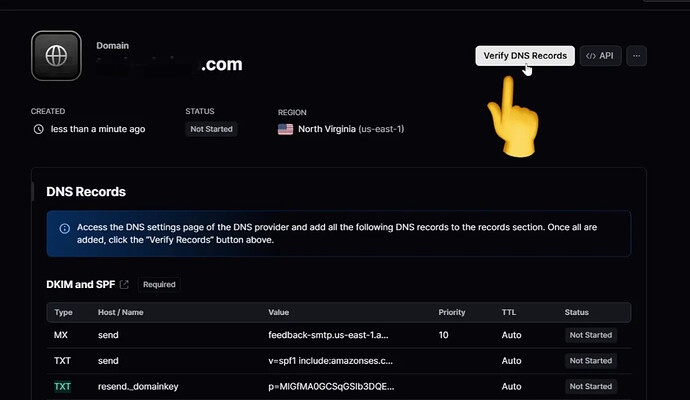 Domain
.com
Verify DNS Records
API
CREATED
STATUS
REGION
less than a minute ago
Not Started
North Virginia (us-east-1)
DNS Records
Access the DNS settings page of the DNS provider and add all the following DNS records to the records section. Once all are
added, click the "Verify Records" button above.
DKIM and SPF
Required
Type Host / Name Value Priority TTL Status
MX send feedback-smtp.us-east-1.a... 10 Auto Not Started
TXT send v=spf1 include:amazonses.c... Auto Not Started
TXT resend._domainkey p=MIGfMA0GCSqGSIb3DQE... Auto Not Started